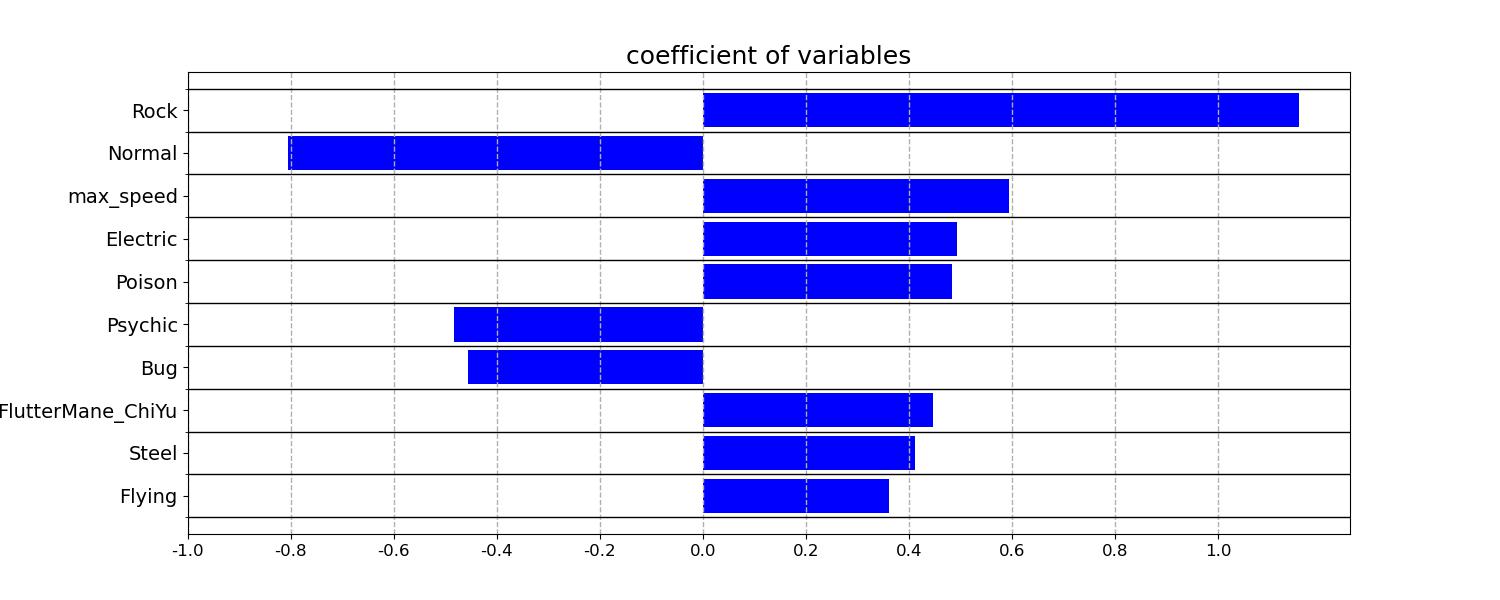 coefficient of variables
Rock
Normal
max_speed
Electric
Poison
Psychic
Bug
FlutterMane_ChiYu
Steel
Flying
-1.0 -0.8 -0.6 -0.4 -0.2 0.0 0.2 0.4 0.6 0.8 1.0